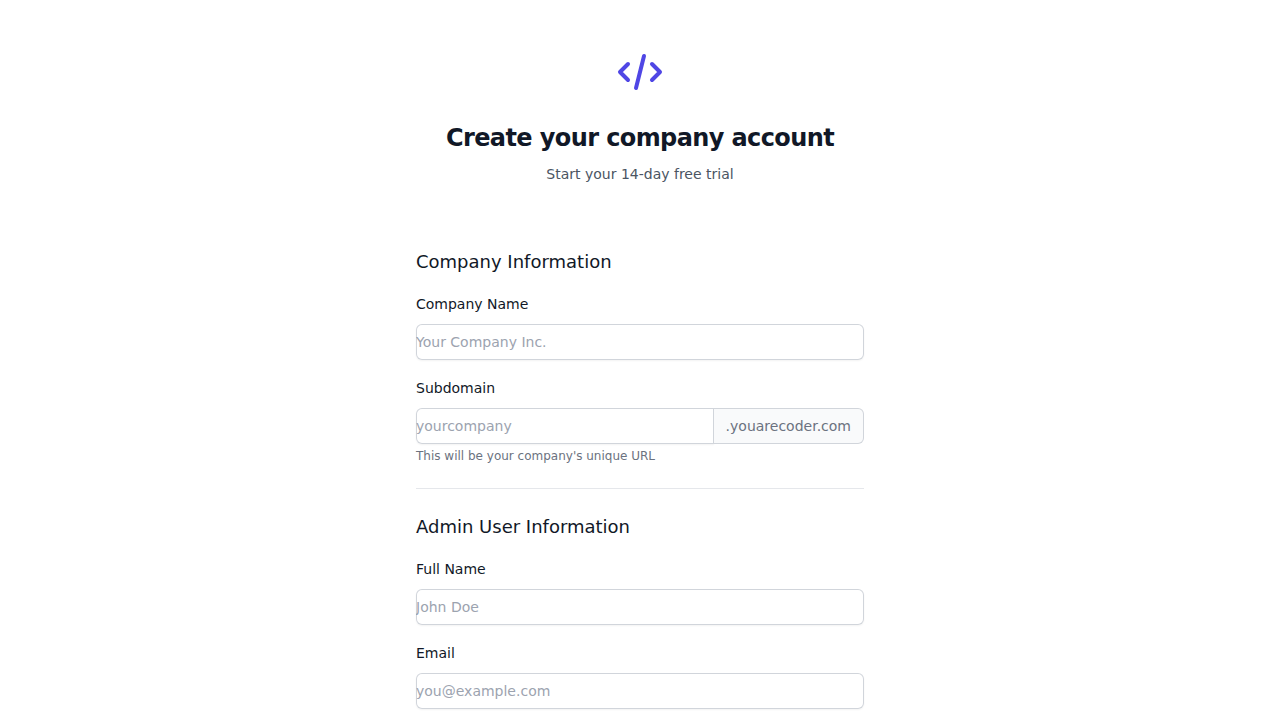 Create your company account
Start your 14-day free trial
Company Information
Company Name
Your Company Inc.
Subdomain
yourcompany .youarecoder.com
This will be your company's unique URL
Admin User Information
Full Name
John Doe
Email
you@example.com